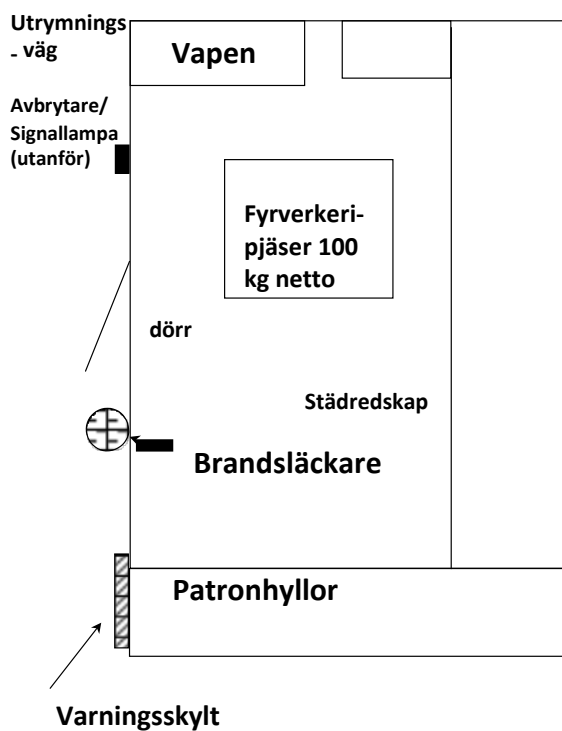 Utrymnings
- väg
Vapen
Avbrytare/
Signallampa
(utanför)
Fyrverkeri-
pjäser 100
kg netto
dörr
Städredskap
Brandsläckare
Patronhyllor
Varningsskylt